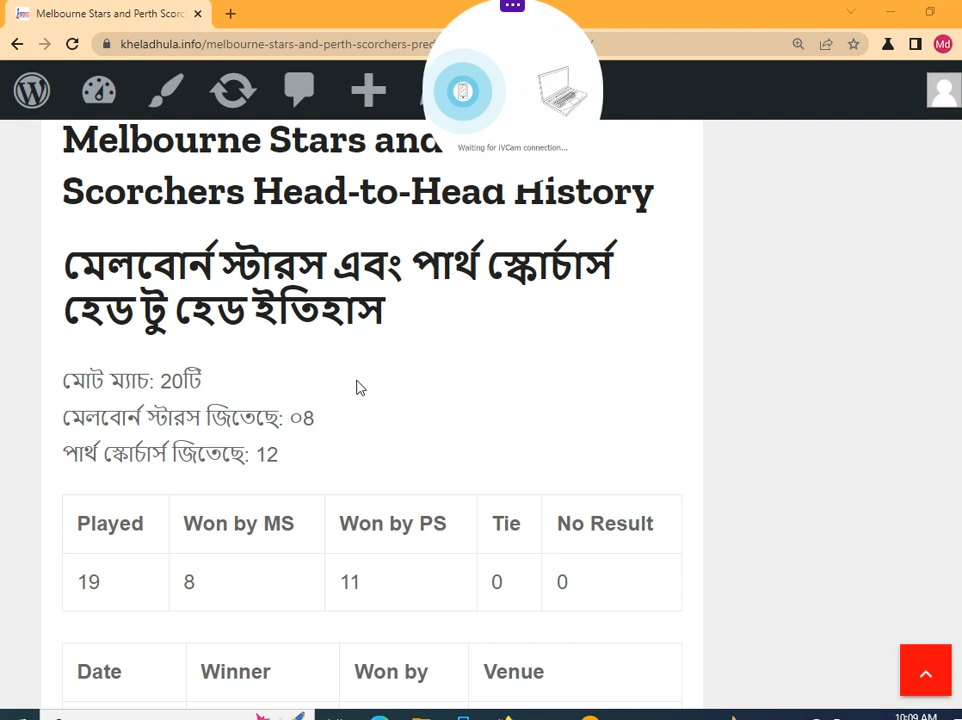 Melbourne Stars and Perth Scorch
kheladhula.info/melbourne-stars-and-perth-scorchers-pred
Md
Waiting for iVCam connection...
Melbourne Stars and
Scorchers Head-to-Head History
মেলবোর্ন স্টারস এবং পার্থ স্কোর্চার্স
হেড টু হেড ইতিহাস
মোট ম্যাচ: 20টি
মেলবোর্ন স্টারস জিতেছে: ০8
পার্থ স্কোর্চার্স জিতেছে: 12
Played Won by MS Won by PS Tie No Result
19 8 11 0 0
Date Winner Won by Venue
10:09 AM